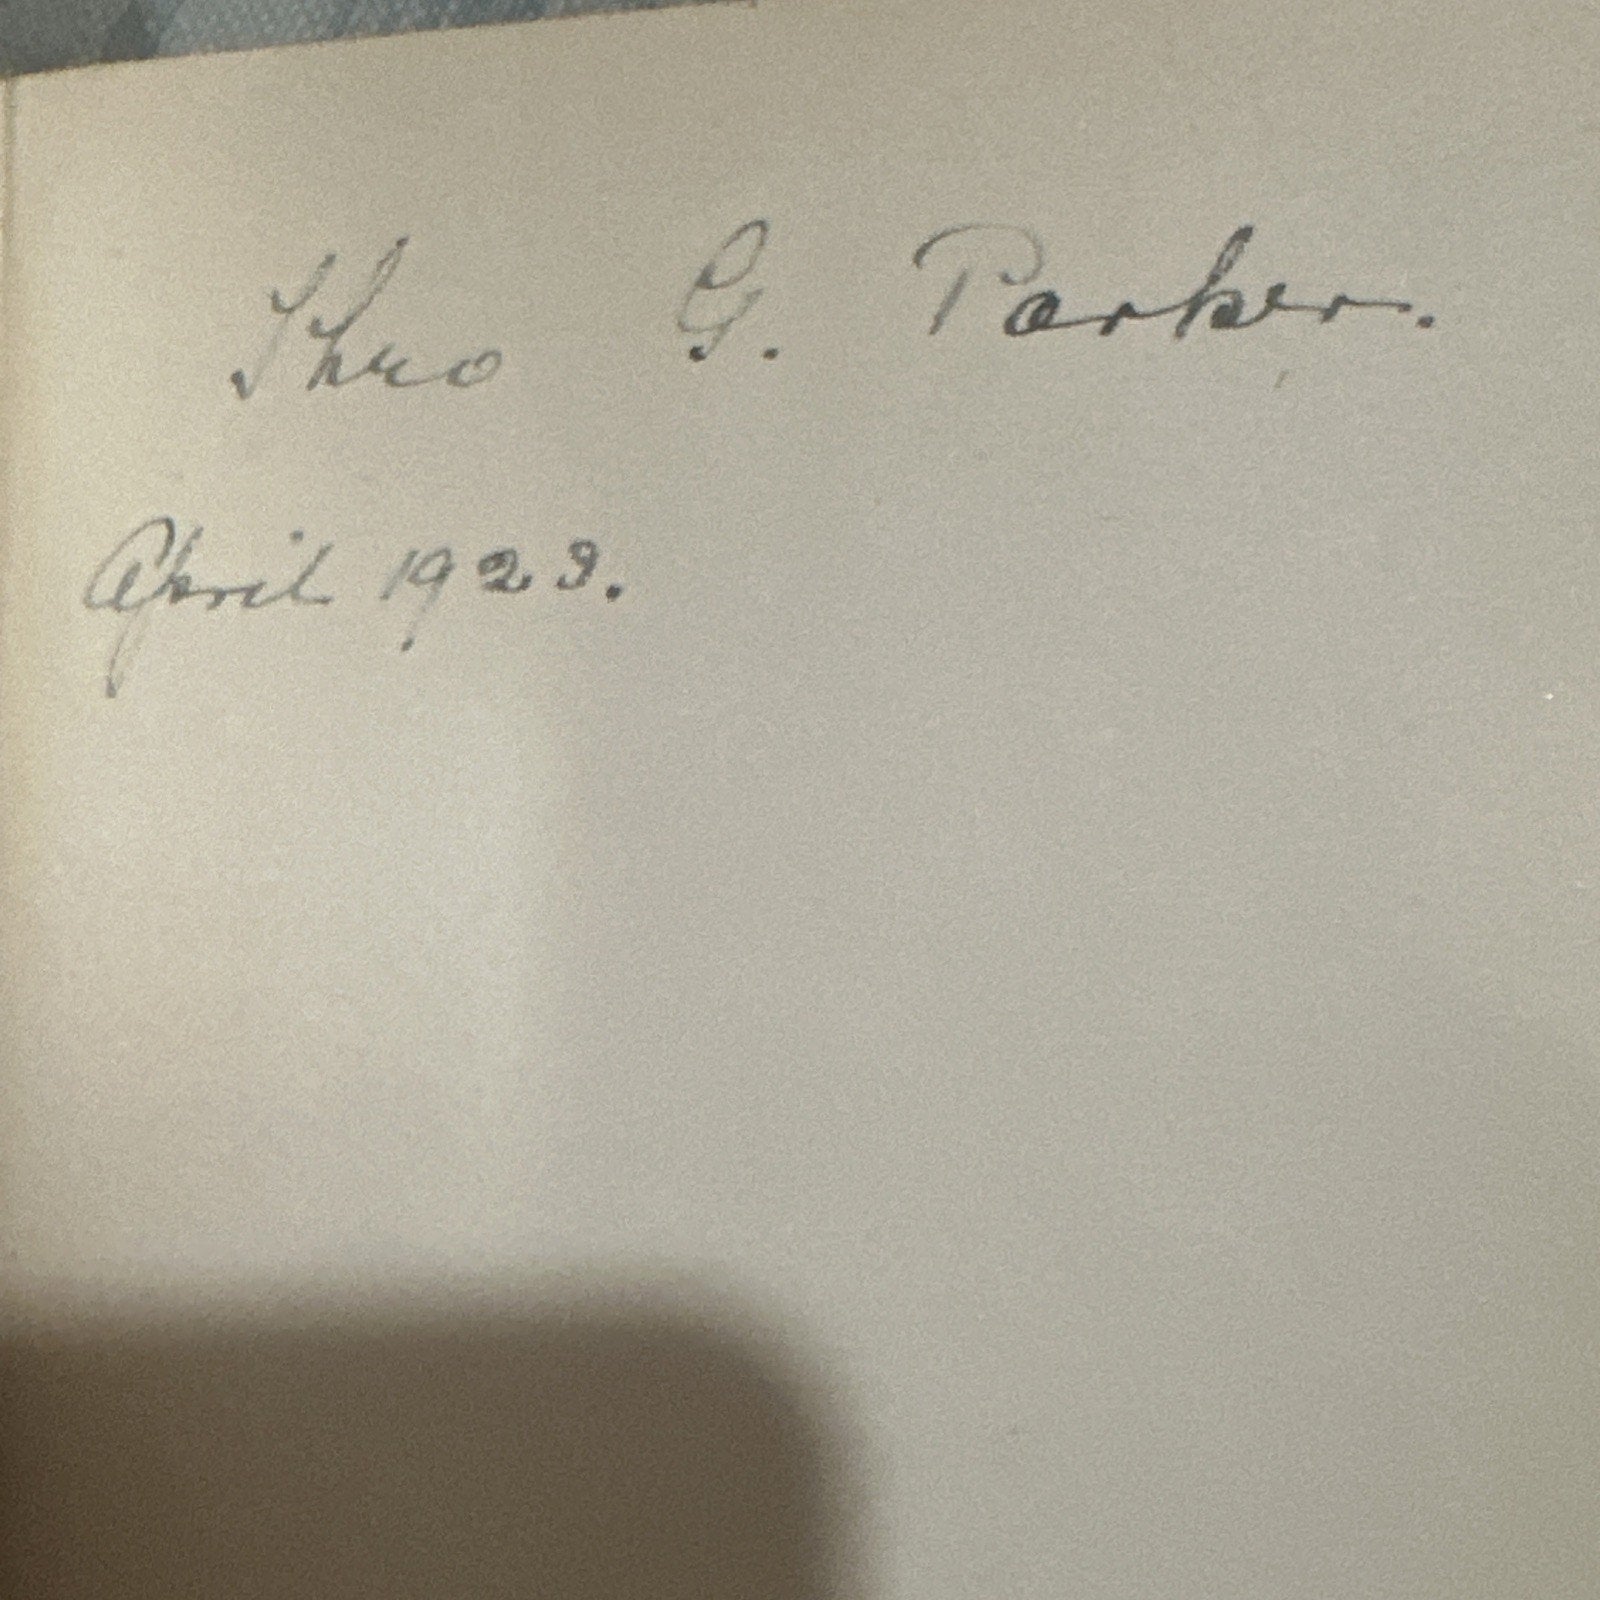 Theo G. Parker.
April 1923.